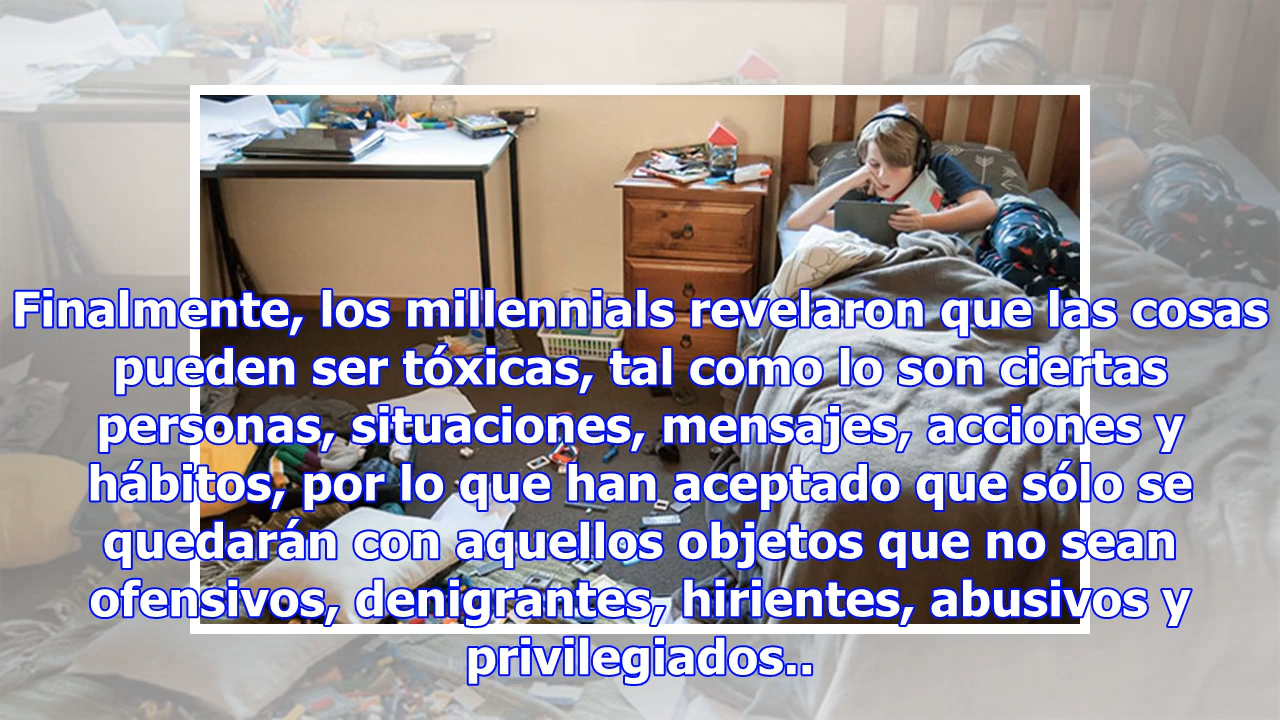 Finalmente, los millennials revelaron que las cosas
pueden ser tóxicas, tal como lo son ciertas
personas, situaciones, mensajes, acciones y
hábitos, por lo que han aceptado que sólo se
quedarán con aquellos objetos que no sean
ofensivos, denigrantes, hirientes, abusivos y
privilegiados..